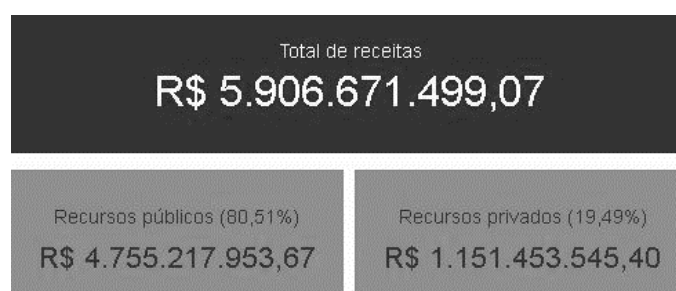 Total de receitas
R$ 5.906.671.499,07
Recursos públicos (80,51%)
R$ 4.755.217.953,67
Recursos privados (19,49%)
R$ 1.151.453.545,40